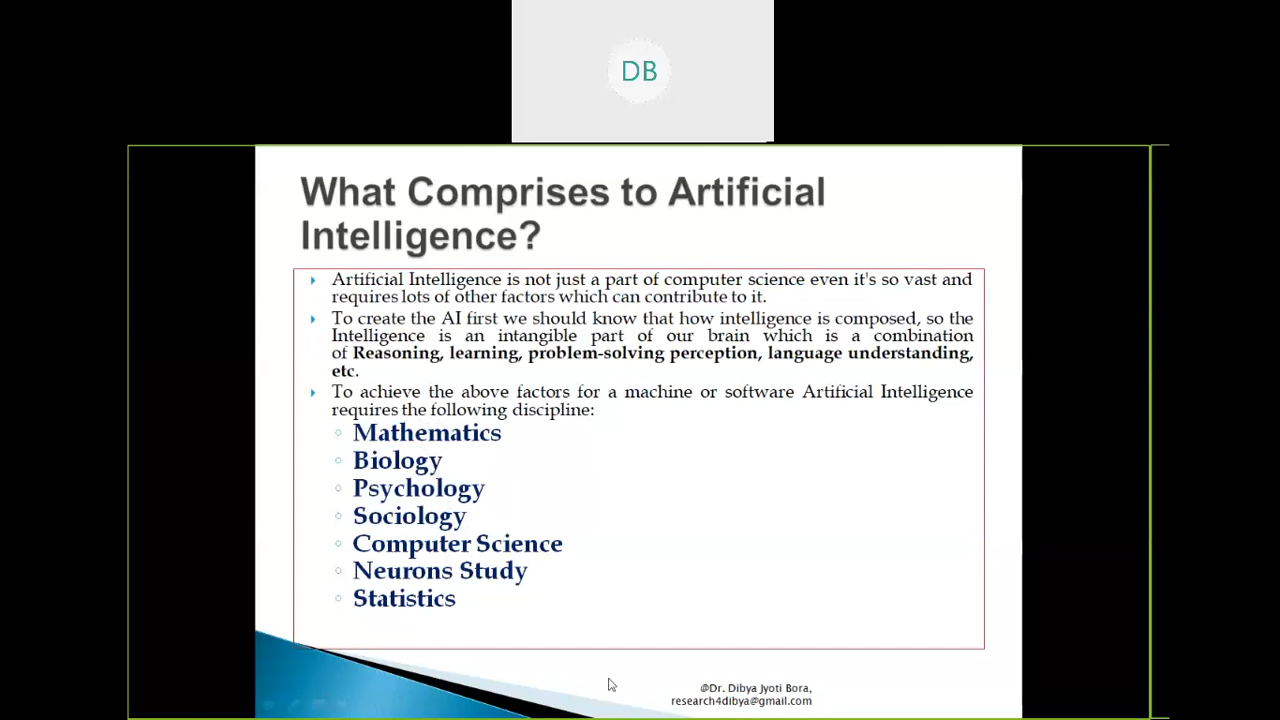 DB
What Comprises to Artificial
Intelligence?
Artificial Intelligence is not just a part of computer science even it's so vast and
requires lots of other factors which can contribute to it.
To create the AI first we should know that how intelligence is composed, so the
Intelligence is an intangible part of our brain which is a combination
of Reasoning, learning, problem-solving perception, language understanding,
etc.
To achieve the above factors for a machine or software Artificial Intelligence
requires the following discipline:
Mathematics
Biology
Psychology
Sociology
Computer Science
Neurons Study
Statistics
@Dr. Dibya Jyoti Bora,
research4dibya@gmail.com